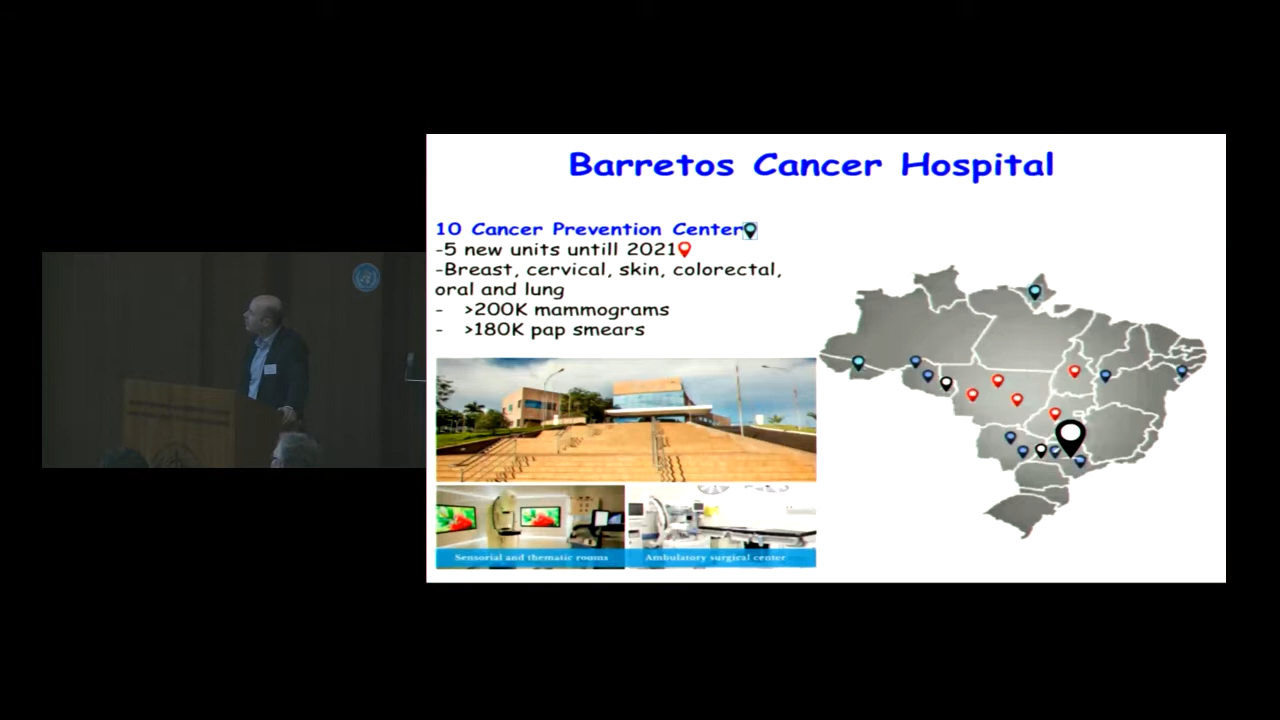 Barretos Cancer Hospital
10 Cancer Prevention Center
-5 new units untill 2021
-Breast, cervical, skin, colorectal,
oral and lung
- >200K mammograms
- >180K pap smears
Sensorial and thematic rooms
Ambulatory surgical center